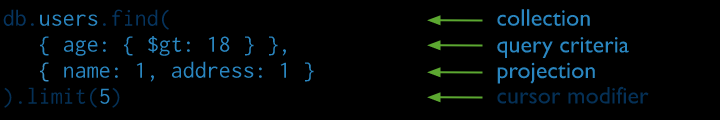 db.users.find( collection
{ age: { $gt: 18 } }, query criteria
{ name: 1, address: 1 } projection
).limit(5) cursor modifier